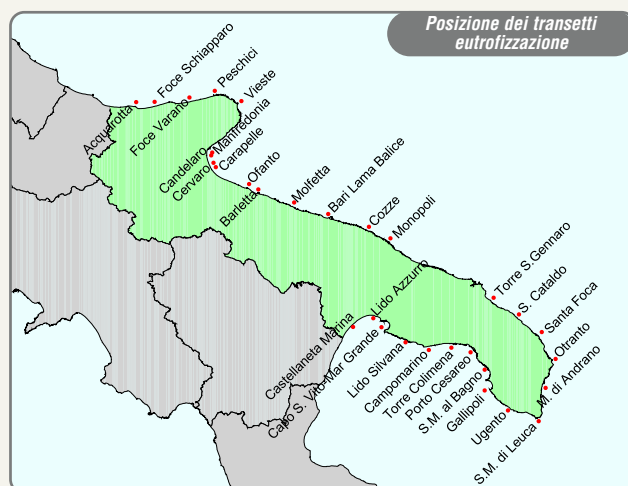 Posizione dei transetti
eutrofizzazione
Acquarotta
Foce Schiapparo
Foce Varano
Peschici
Vieste
Manfredonia
Candelaro
Cervaro
Carapelle
Ofanto
Barletta
Molfetta
Bari Lama Balice
Cozze
Monopoli
Torre S.Gennaro
S. Cataldo
Santa Foca
Otranto
M. di Andrano
S.M. di Leuca
Ugento
Gallipoli
S.M. al Bagno
Porto Cesareo
Torre Colimena
Campomarino
Lido Silvana
Capo S. Vito-Mar Grande
Lido Azzurro
Castellaneta Marina